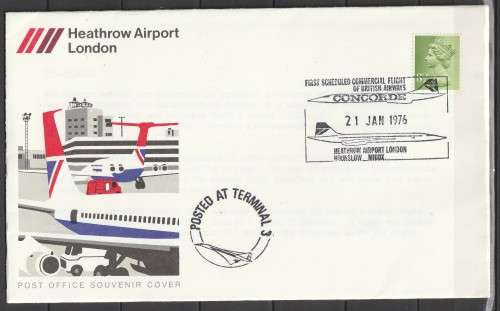 Heathrow Airport
London
FIRST SCHEDULED COMMERCIAL FLIGHT
OF BRITISH AIRWAYS
CONCORDE
21 JAN 1976
HEATHROW AIRPORT LONDON
HOUNSLOW MIDDX
POSTED AT TERMINAL 3
POST OFFICE SOUVENIR COVER